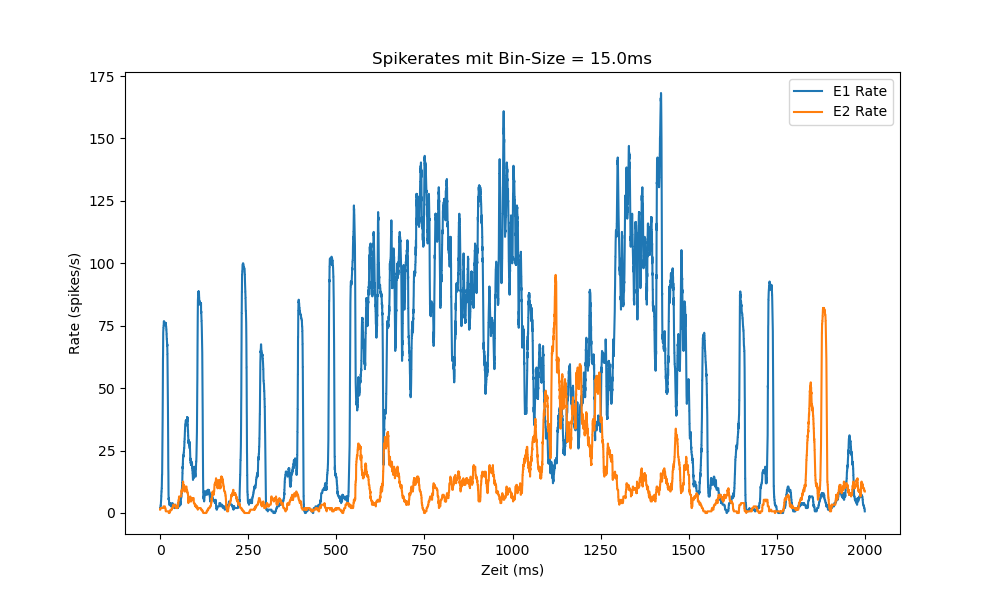 Spikerates mit Bin-Size = 15.0ms
E1 Rate
E2 Rate
175
150
125
100
75
50
25
0
Rate (spikes/s)
0 250 500 750 1000 1250 1500 1750 2000
Zeit (ms)